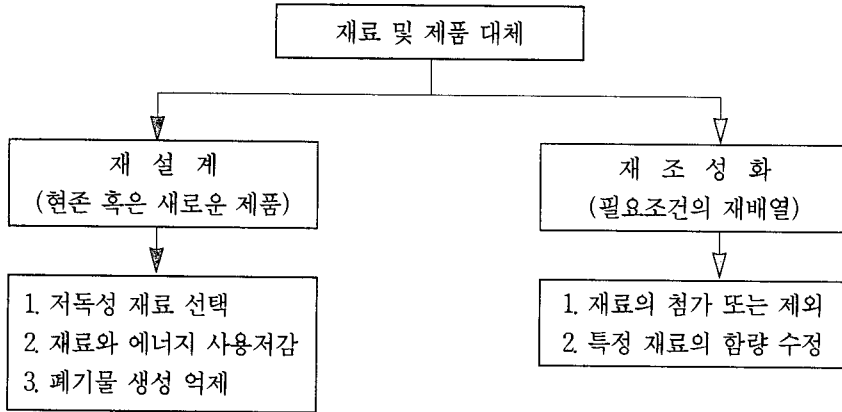 재료 및 제품 대체
재 설 계
(현존 혹은 새로운 제품)
재 조 성 화
(필요조건의 재배열)
1. 저독성 재료 선택
2. 재료와 에너지 사용저감
3. 폐기물 생성 억제
1. 재료의 첨가 또는 제외
2. 특정 재료의 함량 수정